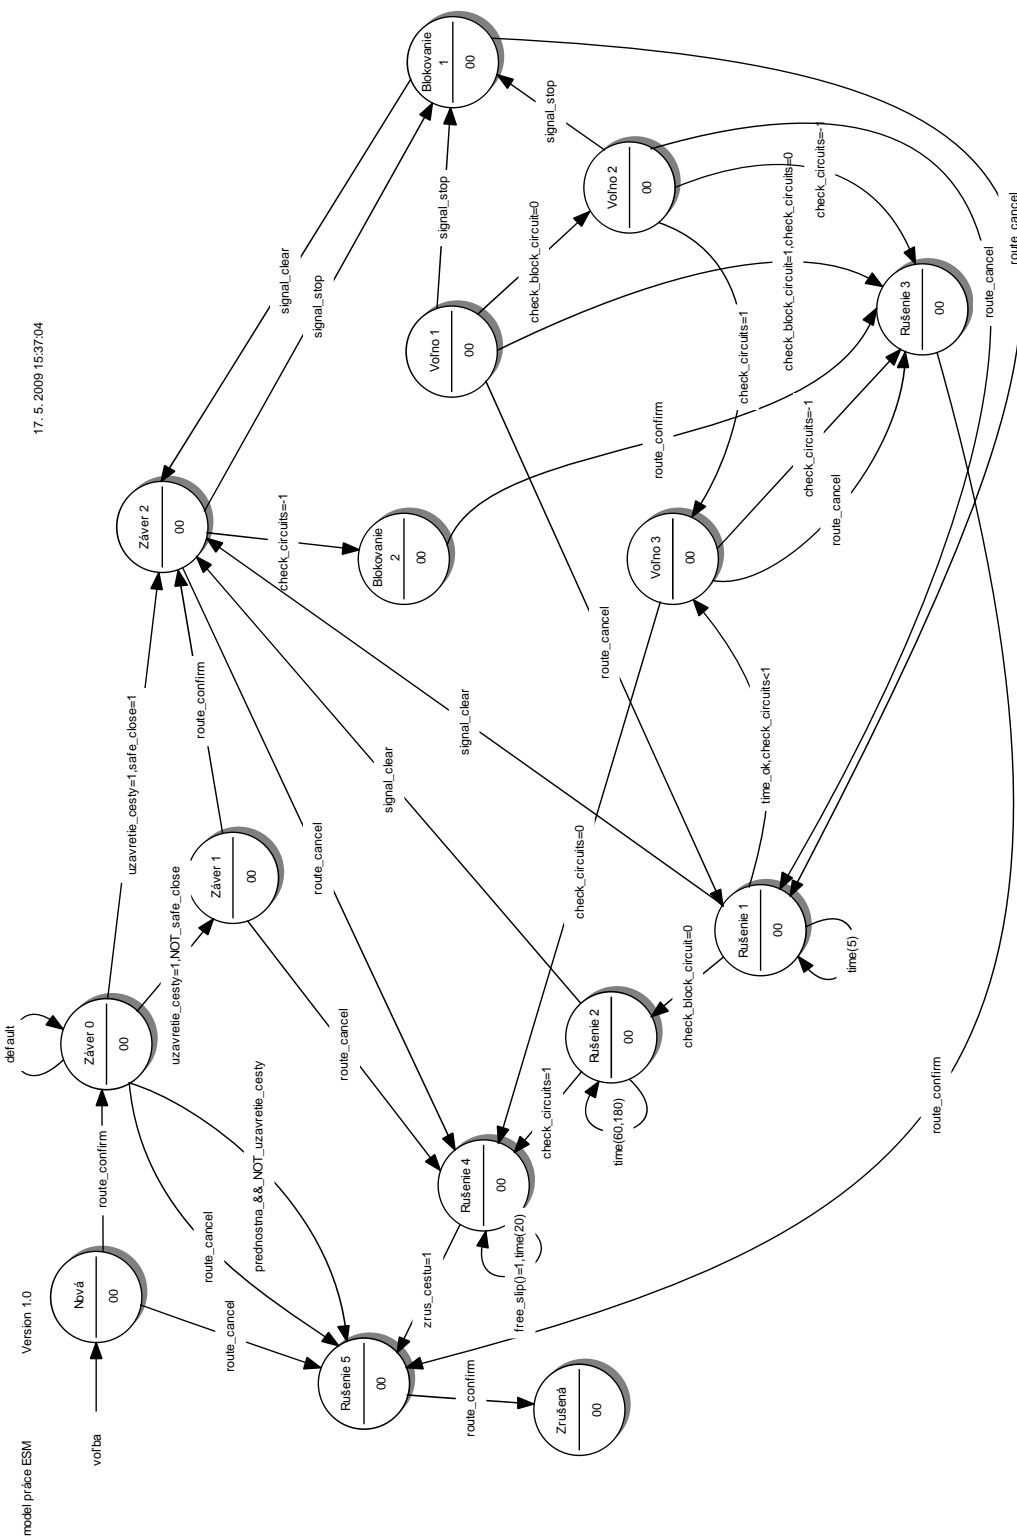 model práce ESM
Version 1.0
17. 5. 2009 15:37:04
voľba
Nová
00
route_confirm
route_cancel
default
Záver 0
00
uzavretie_cesty=1,safe_close=1
uzavretie_cesty=1,NOT_safe_close
route_cancel
prednostna_&&_NOT_uzavretie_cesty
Záver 1
00
route_confirm
route_cancel
Záver 2
00
signal_clear
signal_stop
check_circuits=-1
route_cancel
Blokovanie
1
00
route_cancel
Blokovanie
2
00
route_confirm
Voľno 1
00
signal_stop
check_block_circuit=0
check_block_circuit=1,check_circuits=0
route_cancel
Voľno 2
00
signal_stop
check_circuits=-1
check_circuits=1
route_cancel
Voľno 3
00
check_circuits=-1
route_cancel
check_circuits=0
Rušenie 1
00
signal_clear
time_ok,check_circuits<1
check_block_circuit=0
time(5)
Rušenie 2
00
signal_clear
check_circuits=1
time(60,180)
Rušenie 3
00
route_confirm
Rušenie 4
00
zrus_cestu=1
free_slip()=1,time(20)
Rušenie 5
00
route_confirm
Zrušená
00